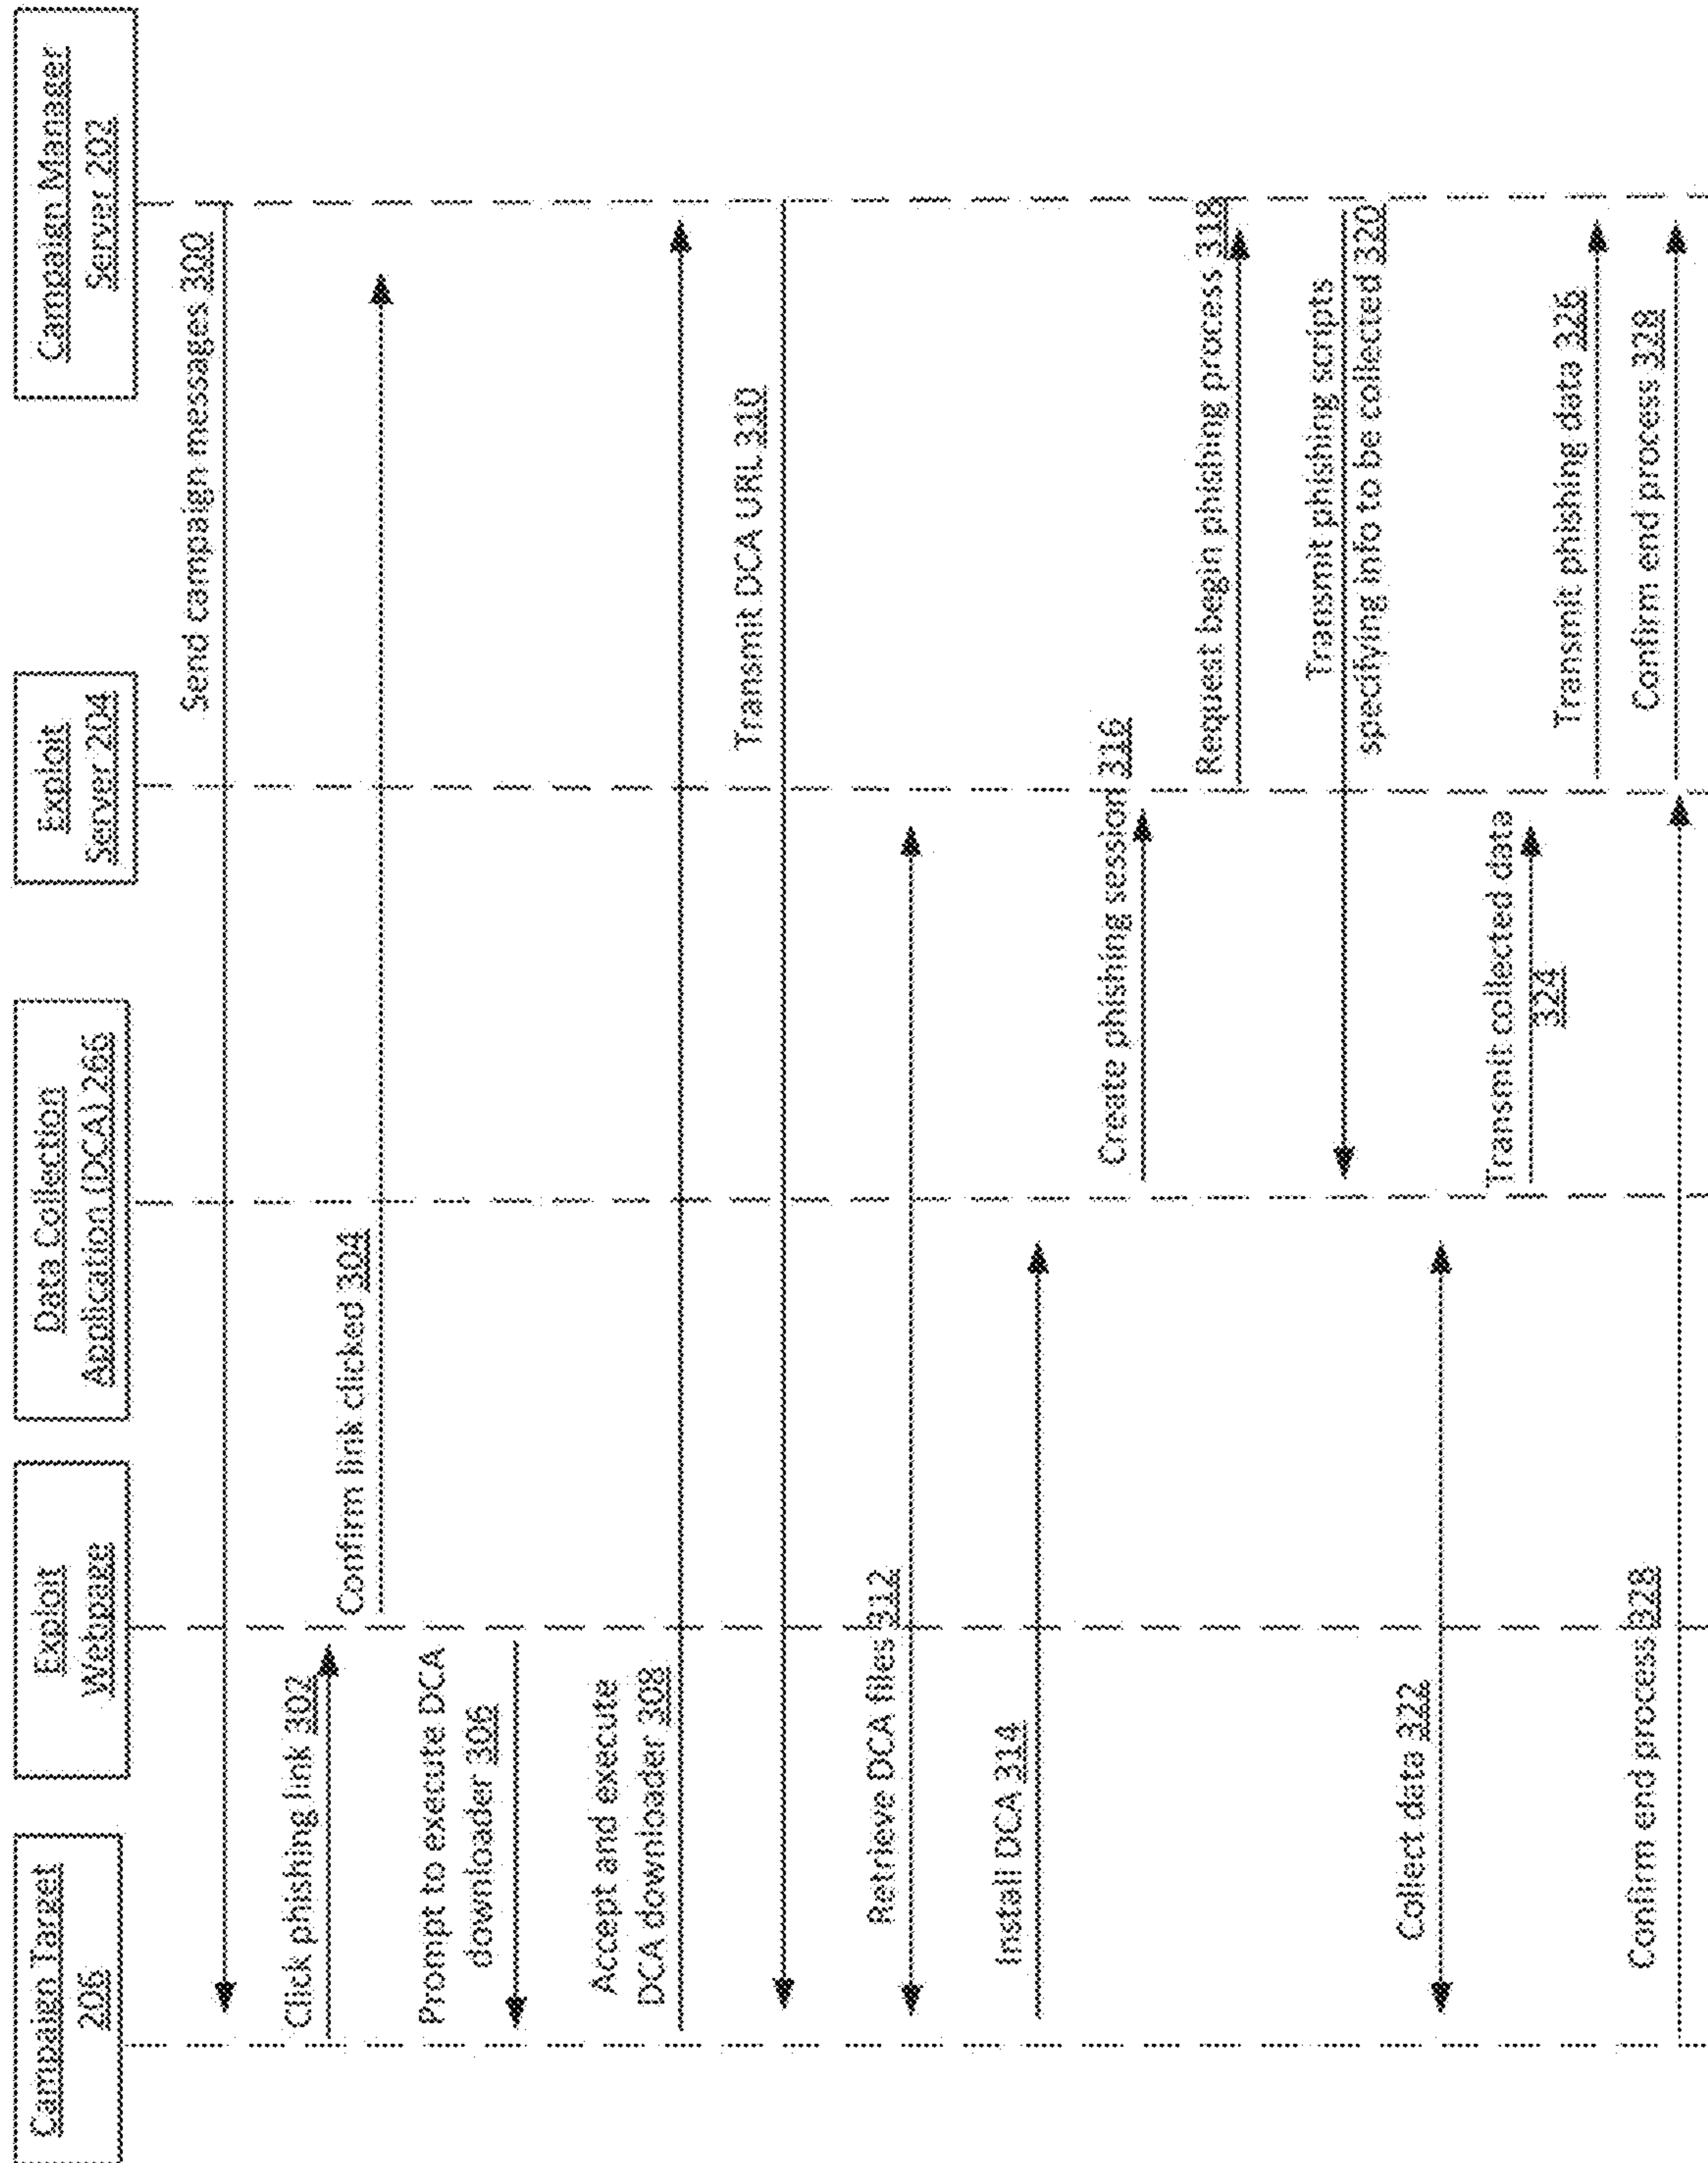 Campaign Target
206
Exploit
Webpage
Data Collection
Application (DCA) 266
Exploit
Server 204
Campaign Manager
Server 202
Send campaign messages 300
Click phishing link 302
Confirm link clicked 304
Prompt to execute DCA
downloader 306
Accept and execute
DCA downloader 308
Transmit DCA URL 310
Retrieve DCA files 312
Install DCA 314
Create phishing session 316
Request begin phishing process 318
Transmit phishing scripts
specifying info to be collected 320
Collect data 322
Transmit collected data
324
Transmit phishing data 326
Confirm end process 328
Confirm end process 328